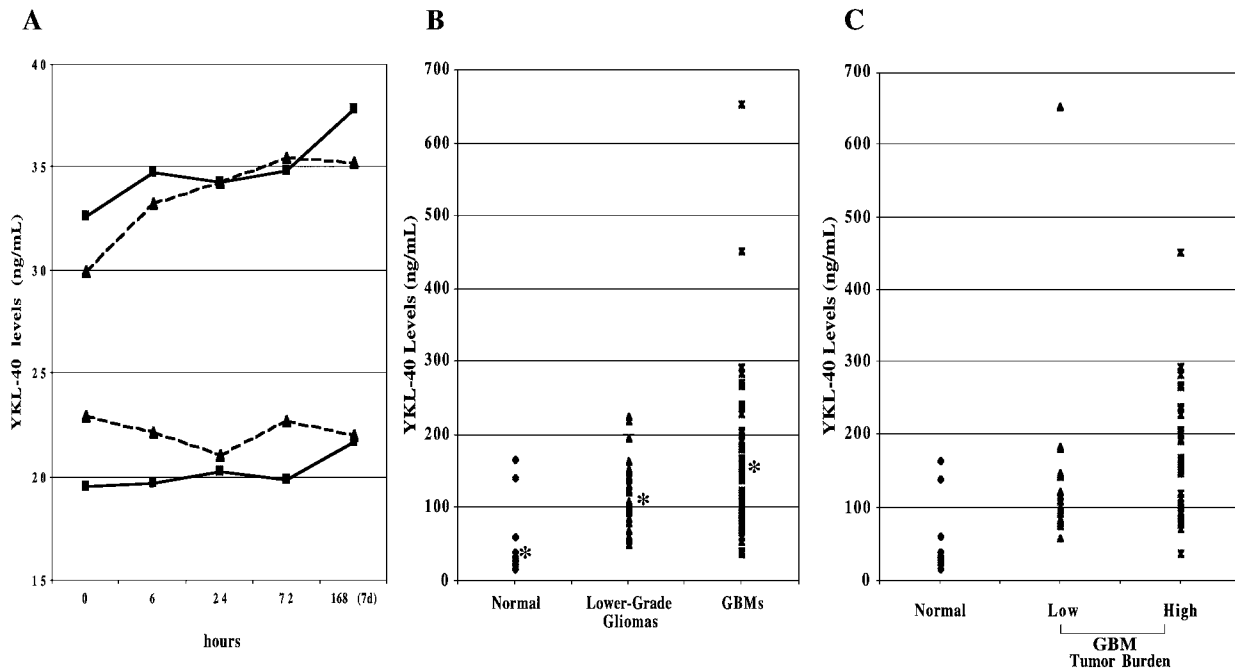 A
YKL-40 levels (ng/mL)
40
35
30
25
20
15
0 6 24 72 168 (7d)
hours
B
YKL-40 Levels (ng/mL)
700
600
500
400
300
200
100
0
*
*
*
Normal Lower-Grade Gliomas GBMs
C
YKL-40 Levels (ng/mL)
700
600
500
400
300
200
100
0
Normal Low High
GBM
Tumor Burden